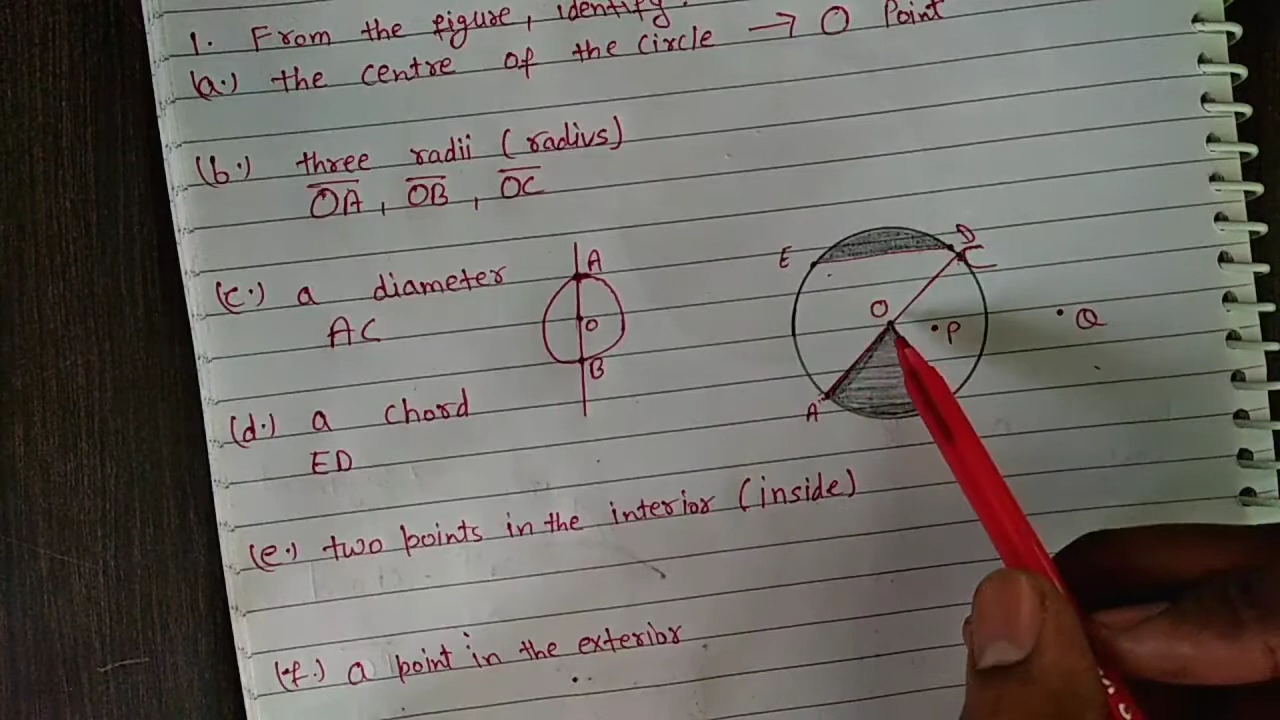 1. From the figure, identify:
(a.) the centre of the circle → O Point
(b.) three radii (radius)
OA, OB, OC
(c.) a diameter
AC
A
O
B
E
D
C
O
P
Q
A
(d.) a chord
ED
(e.) two points in the interior (inside)
(f.) a point in the exterior